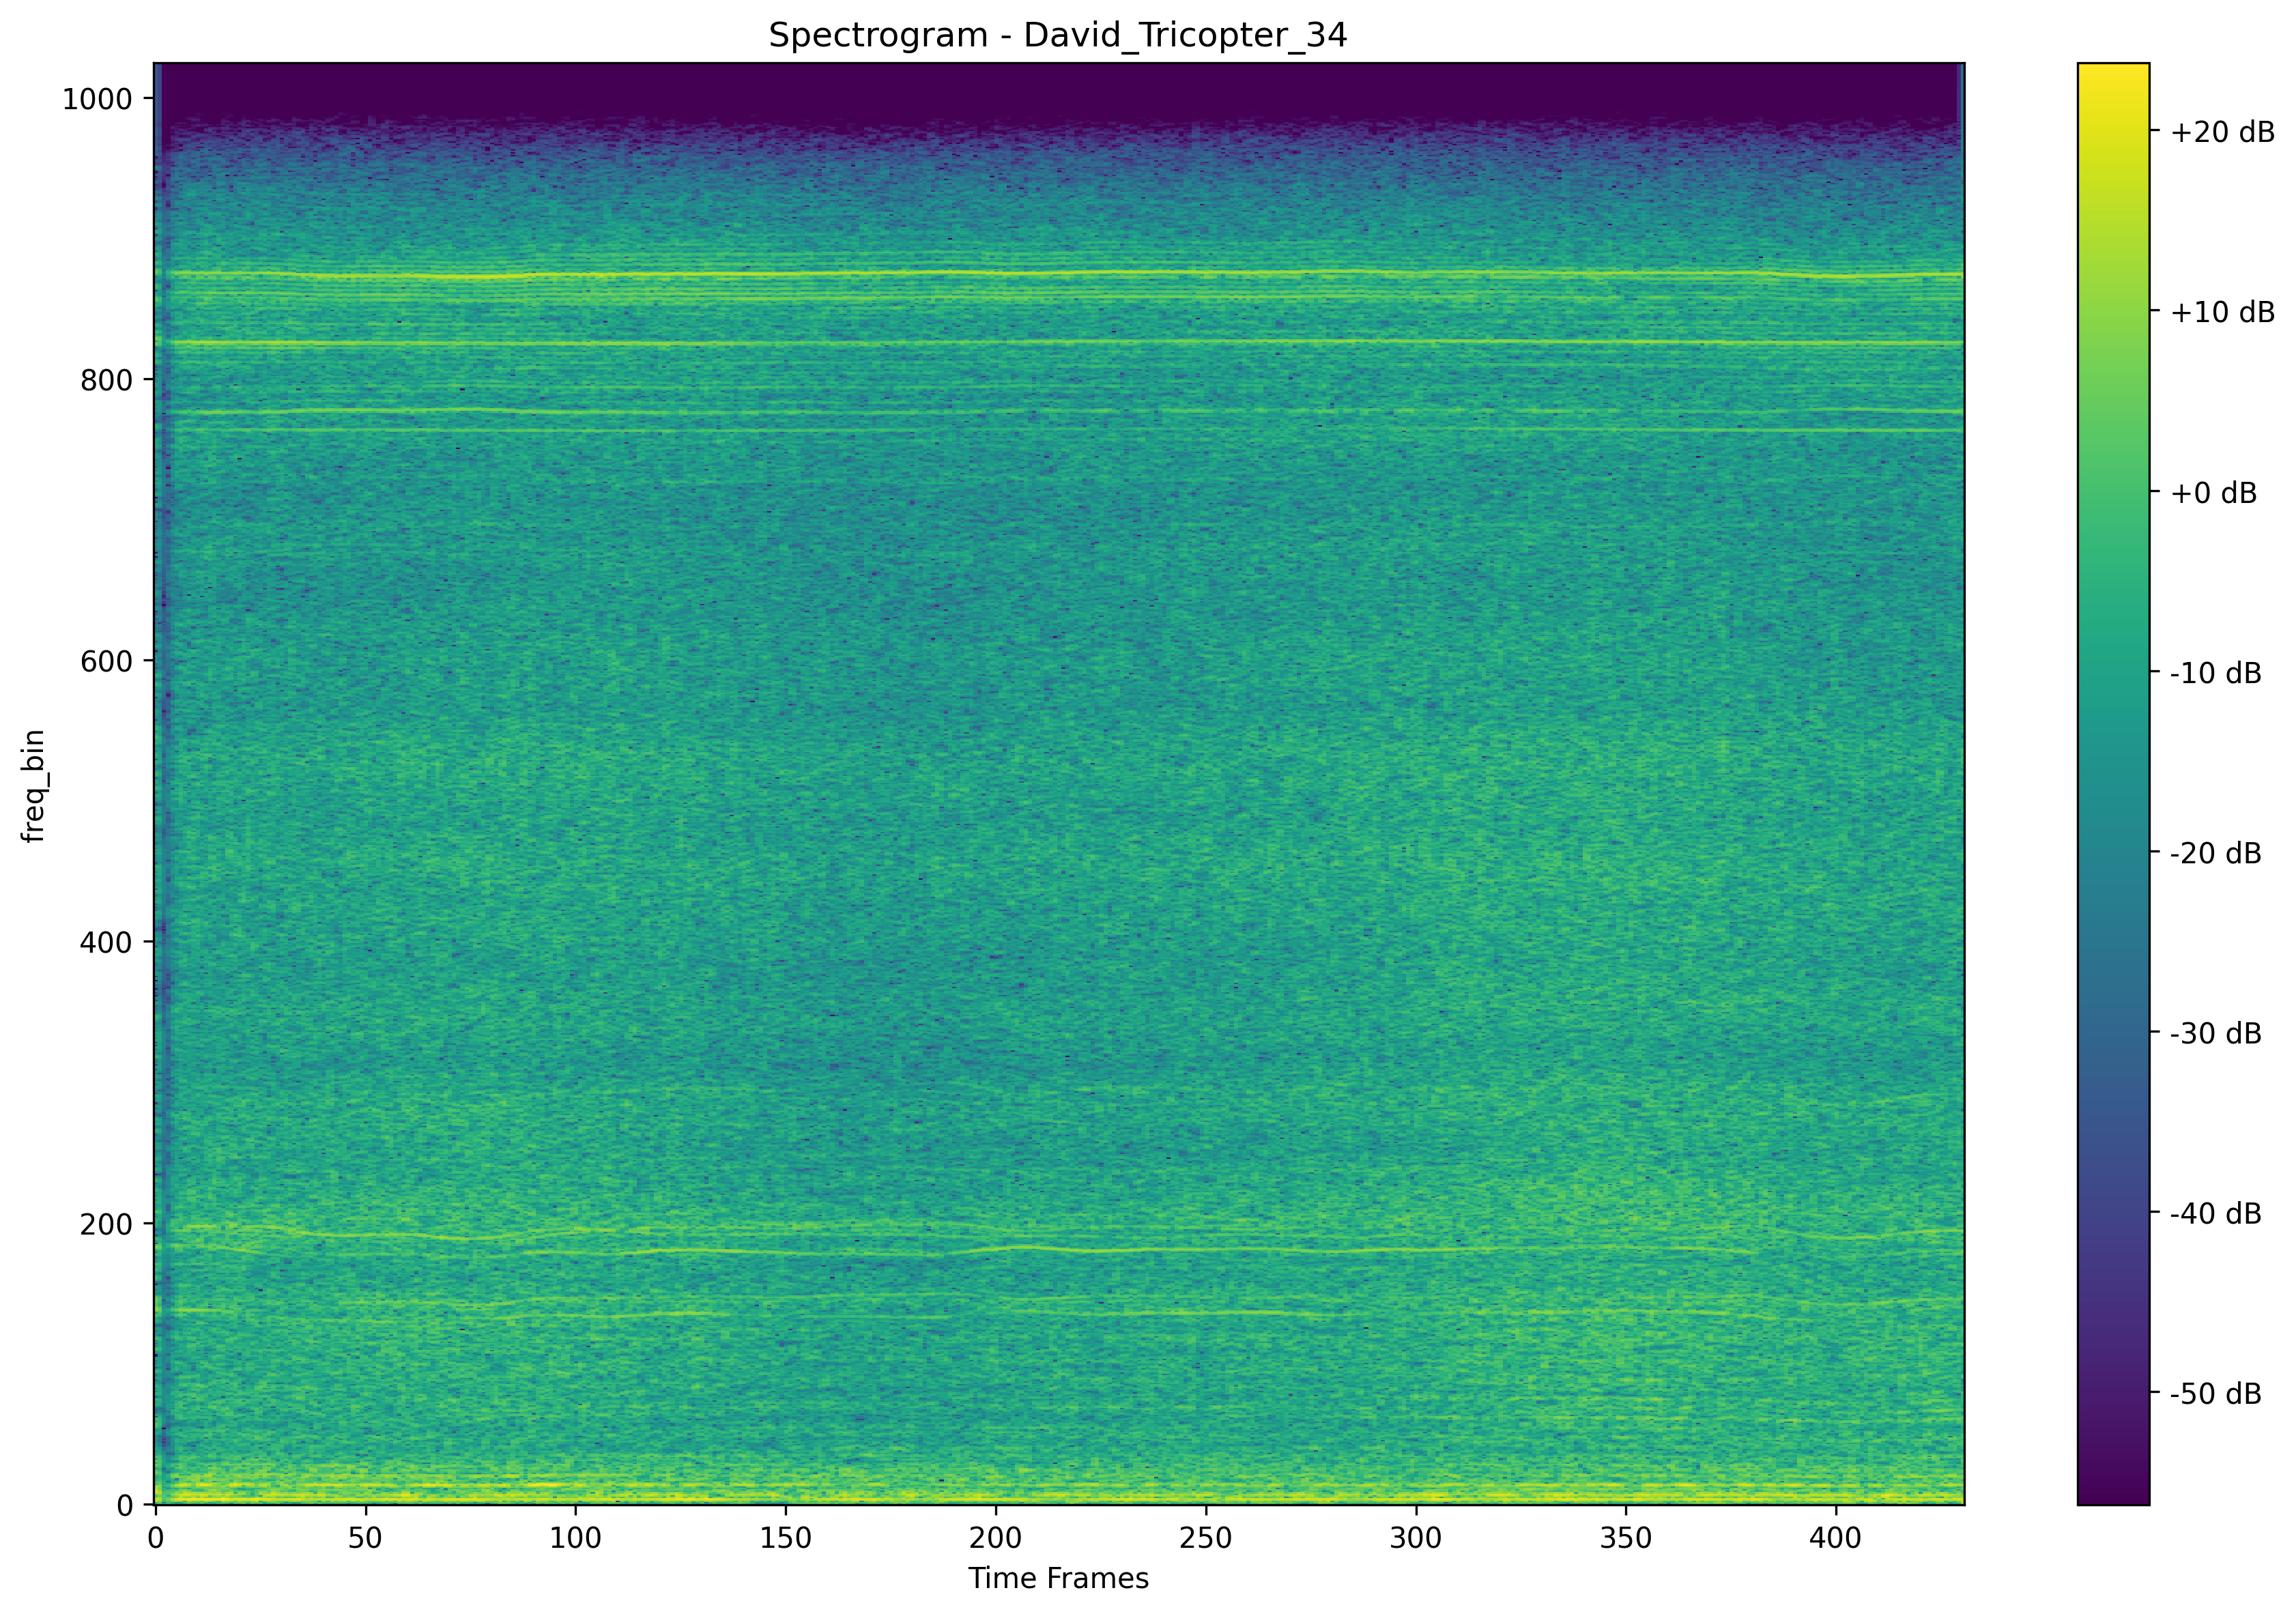 Spectrogram - David_Tricopter_34
1000
800
600
400
200
0
freq_bin
0 50 100 150 200 250 300 350 400
Time Frames
+20 dB
+10 dB
+0 dB
-10 dB
-20 dB
-30 dB
-40 dB
-50 dB